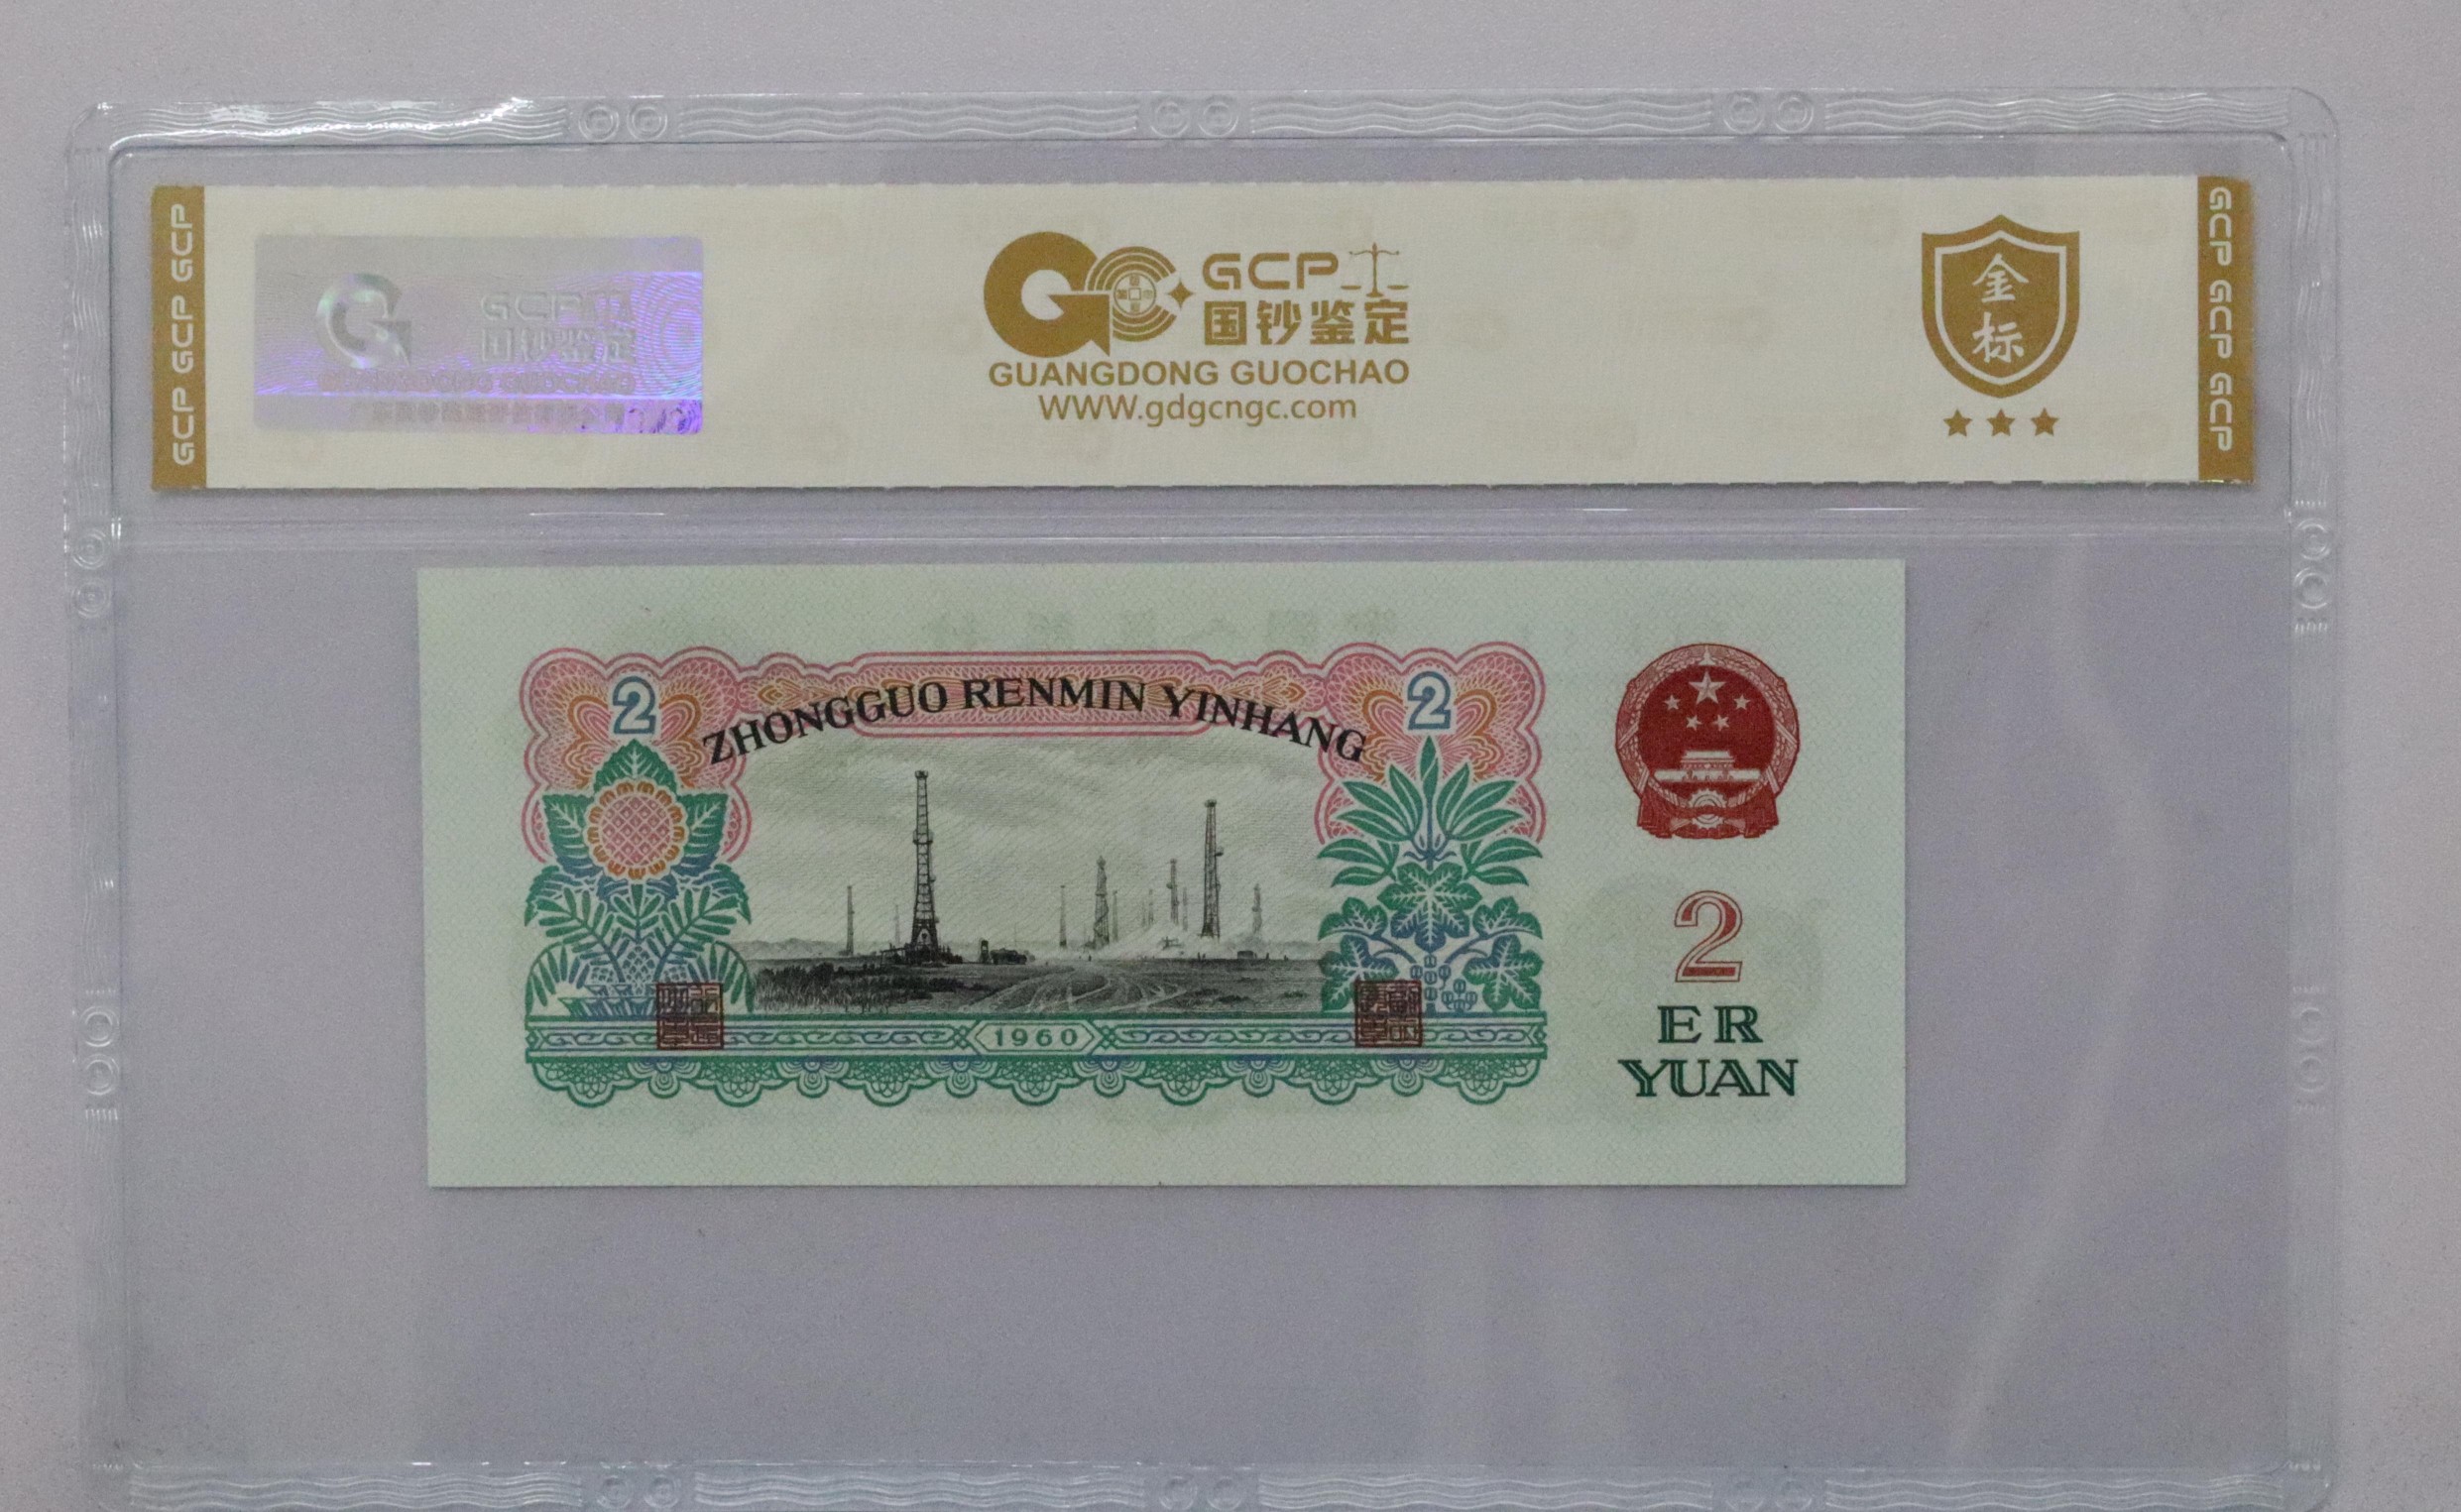 GCP GCP GCP
GCP
国钞鉴定
GUANGDONG GUOCHAO
GCP
国钞鉴定
GUANGDONG GUOCHAO
WWW.gdgcngc.com
金
标
GCP GCP GCP
2
ZHONGGUO RENMIN YINHANG
2
1960
2
ER
YUAN